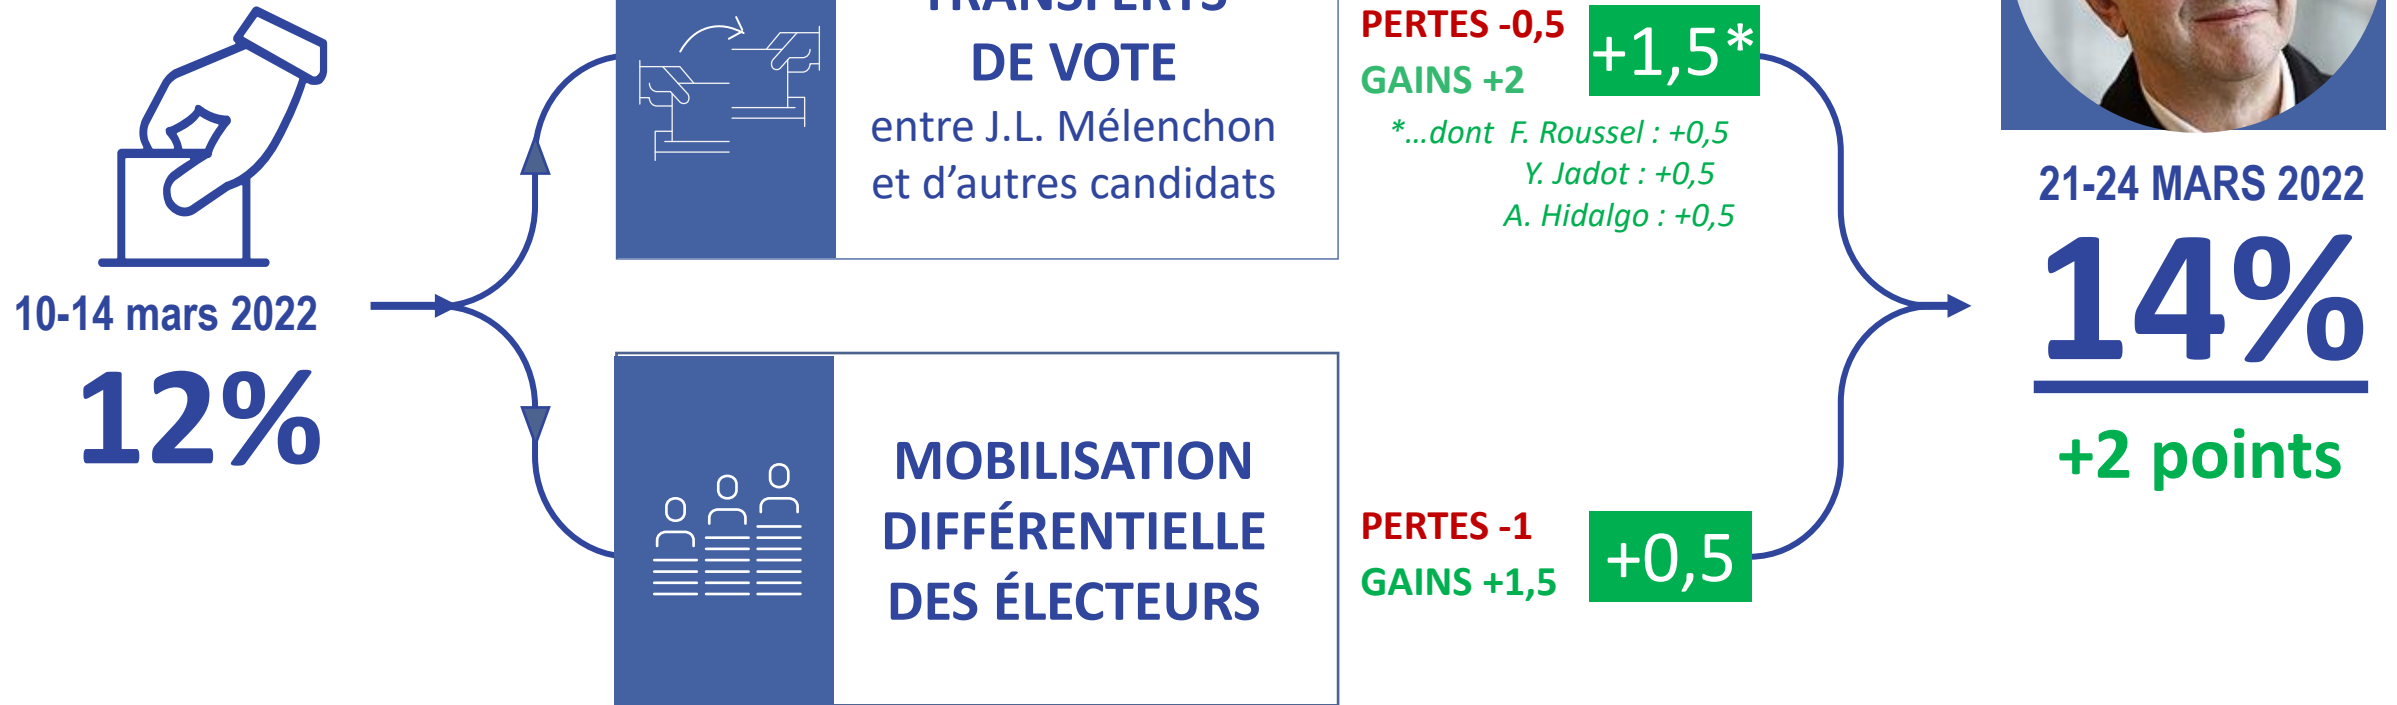 10-14 mars 2022
12%
TRANSFERTS
DE VOTE
entre J.L. Mélenchon
et d'autres candidats
PERTES -0,5
GAINS +2
+1,5*
*...dont F. Roussel : +0,5
Y. Jadot : +0,5
A. Hidalgo : +0,5
MOBILISATION
DIFFÉRENTIELLE
DES ÉLECTEURS
PERTES -1
GAINS +1,5
+0,5
21-24 MARS 2022
14%
+2 points